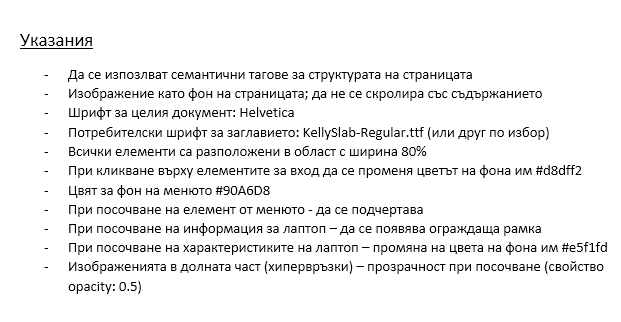 Указания
- Да се изпозлват семантични тагове за структурата на страницата
- Изображение като фон на страницата; да не се скролира със съдържанието
- Шрифт за целия документ: Helvetica
- Потребителски шрифт за заглавието: KellySlab-Regular.ttf (или друг по избор)
- Всички елементи са разположени в област с ширина 80%
- При кликване върху елементите за вход да се променя цветът на фона им #d8dff2
- Цвят за фон на менюто #90A6D8
- При посочване на елемент от менюто - да се подчертава
- При посочване на информация за лаптоп – да се появява ограждаща рамка
- При посочване на характеристиките на лаптоп – промяна на цвета на фона им #e5f1fd
- Изображенията в долната част (хипервръзки) – прозрачност при посочване (свойство
opacity: 0.5)